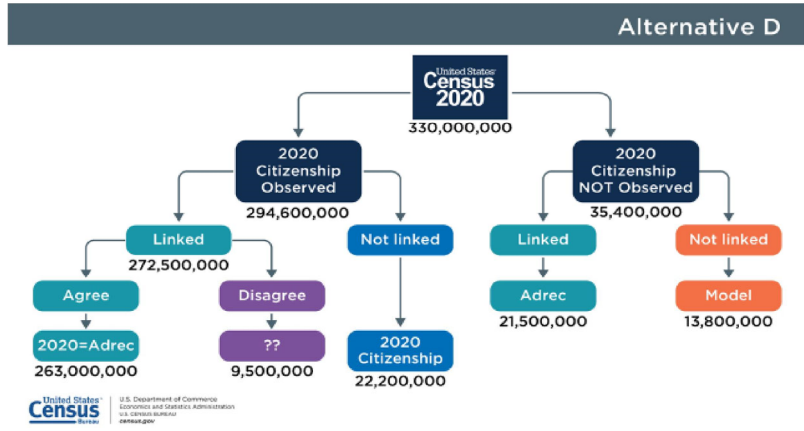 Alternative D
United States®
Census
2020
330,000,000
2020
Citizenship
Observed
294,600,000
2020
Citizenship
NOT Observed
35,400,000
Linked
272,500,000
Not linked
Linked
Not linked
Agree
Disagree
Adrec
21,500,000
Model
13,800,000
2020=Adrec
263,000,000
??
9,500,000
2020
Citizenship
22,200,000
United States™
Census
Bureau
U.S. Department of Commerce
Economics and Statistics Administration
U.S. CENSUS BUREAU
census.gov